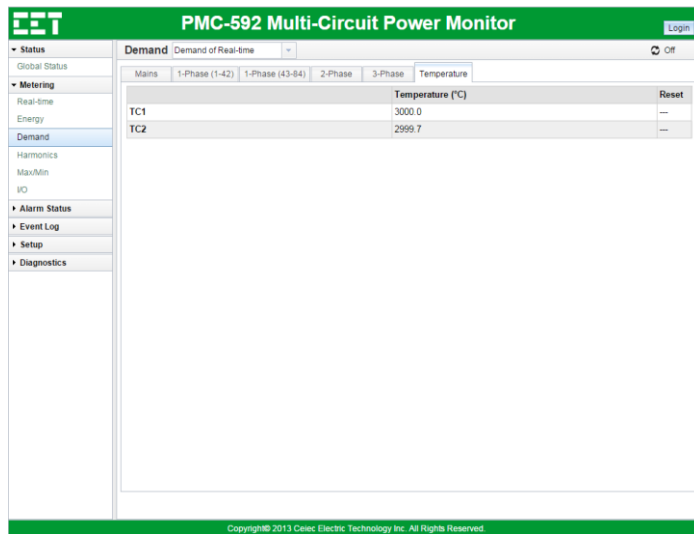 CET
PMC-592 Multi-Circuit Power Monitor
Login
Status
Global Status
Metering
Real-time
Energy
Demand
Harmonics
Max/Min
I/O
Alarm Status
Event Log
Setup
Diagnostics
Demand Demand of Real-time
Off
Mains 1-Phase (1-42) 1-Phase (43-84) 2-Phase 3-Phase Temperature
Temperature (°C) Reset
TC1 3000.0 ---
TC2 2999.7 ---
Copyright© 2013 Ceiec Electric Technology Inc. All Rights Reserved.